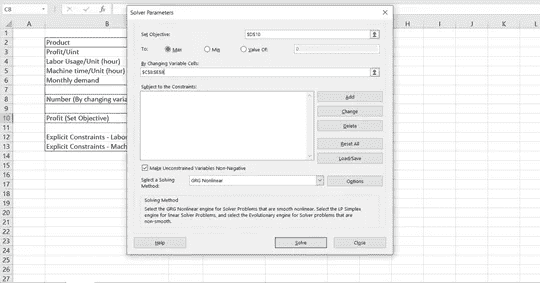 C8
fx
A
B
H
I
J
K
L
1
2
Product
3
Profit/Uint
4
Labor Usage/Unit (hour)
5
Machine time/Unit (hour)
6
Monthly demand
7
8
Number (By changing varia
9
10
Profit (Set Objective)
11
12
Explicit Constraints - Labo
13
Explicit Constraints - Mach
14
15
16
17
18
19
20
21
22
23
24
25
26
27
Solver Parameters
Set Objective:
$D$10
To:
Max
Min
Value Of:
0
By Changing Variable Cells:
$C$8:$E$8
Subject to the Constraints:
Add
Change
Delete
Reset All
Load/Save
Make Unconstrained Variables Non-Negative
Select a Solving
Method:
GRG Nonlinear
Options
Solving Method
Select the GRG Nonlinear engine for Solver Problems that are smooth nonlinear. Select the LP Simplex
engine for linear Solver Problems, and select the Evolutionary engine for Solver problems that are
non-smooth.
Help
Solve
Close